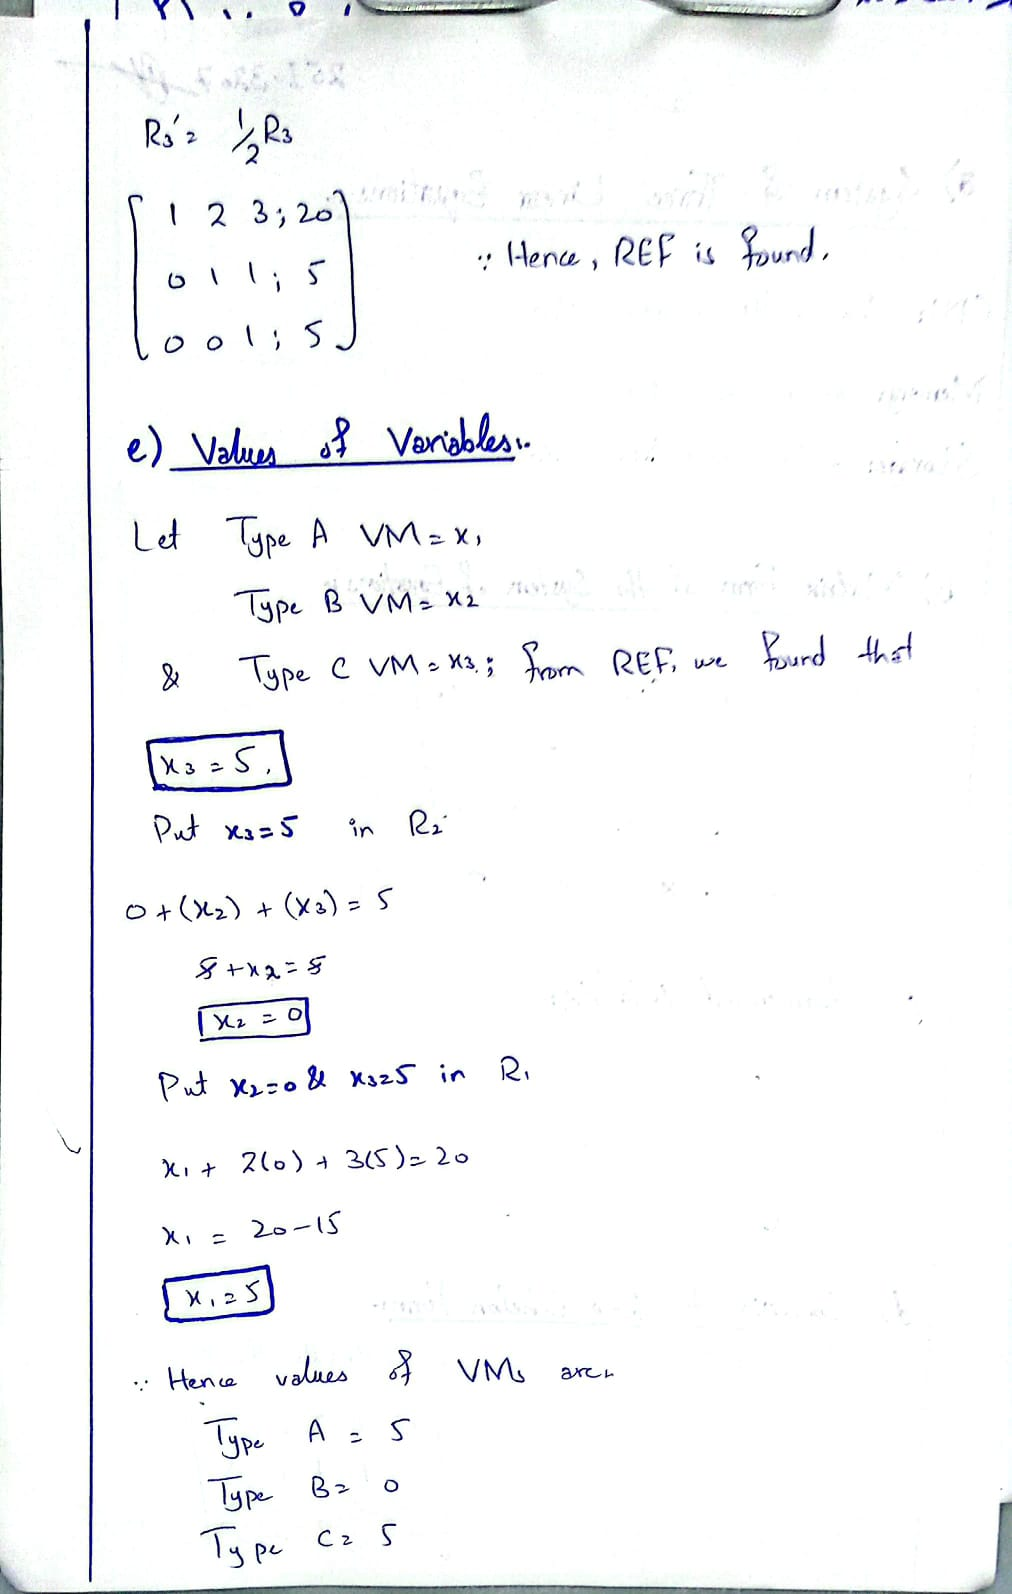 R3' = 1/2 R3
1 2 3 ; 20
0 1 1 ; 5
0 0 1 ; 5
∵ Hence, REF is found.
e) Values of Variables:-
Let Type A VM = x1
Type B VM = x2
& Type C VM = x3 ; from REF, we found that
x3 = 5.
Put x3 = 5 in R2
0 + (x2) + (x3) = 5
5 + x2 = 5
x2 = 0
Put x2 = 0 & x3 = 5 in R1
x1 + 2(0) + 3(5) = 20
x1 = 20 - 15
x1 = 5
∵ Hence values of VMs are:-
Type A = 5
Type B = 0
Type C = 5